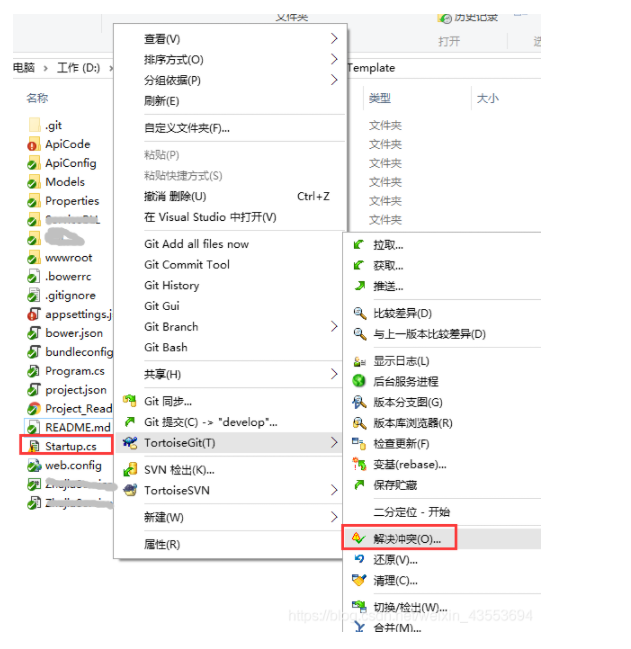 文件夹
历史记录
打开
电脑 › 工作 (D:) ›
Template
名称
类型
大小
.git
ApiCode
ApiConfig
Models
Properties
wwwroot
.bowerrc
.gitignore
appsettings.j
bower.json
bundleconfig
Program.cs
project.json
Project_Read
README.md
Startup.cs
web.config
文件夹
文件夹
文件夹
文件夹
文件夹
文件夹
查看(V)
排序方式(O)
分组依据(P)
刷新(E)
自定义文件夹(F)...
粘贴(P)
粘贴快捷方式(S)
撤消 删除(U) Ctrl+Z
在 Visual Studio 中打开(V)
Git Add all files now
Git Commit Tool
Git History
Git Gui
Git Branch
Git Bash
共享(H)
Git 同步...
Git 提交(C) -> "develop"...
TortoiseGit(T)
SVN 检出(K)...
TortoiseSVN
新建(W)
属性(R)
拉取...
获取...
推送...
比较差异(D)
与上一版本比较差异(D)
显示日志(L)
后台服务进程
版本分支图(G)
版本库浏览器(R)
检查更新(F)
变基(rebase)...
保存贮藏
二分定位 - 开始
解决冲突(O)...
还原(V)...
清理(C)...
切换/检出(W)...
合并(M)...
https://blog.csdn.net/weixin_43553694